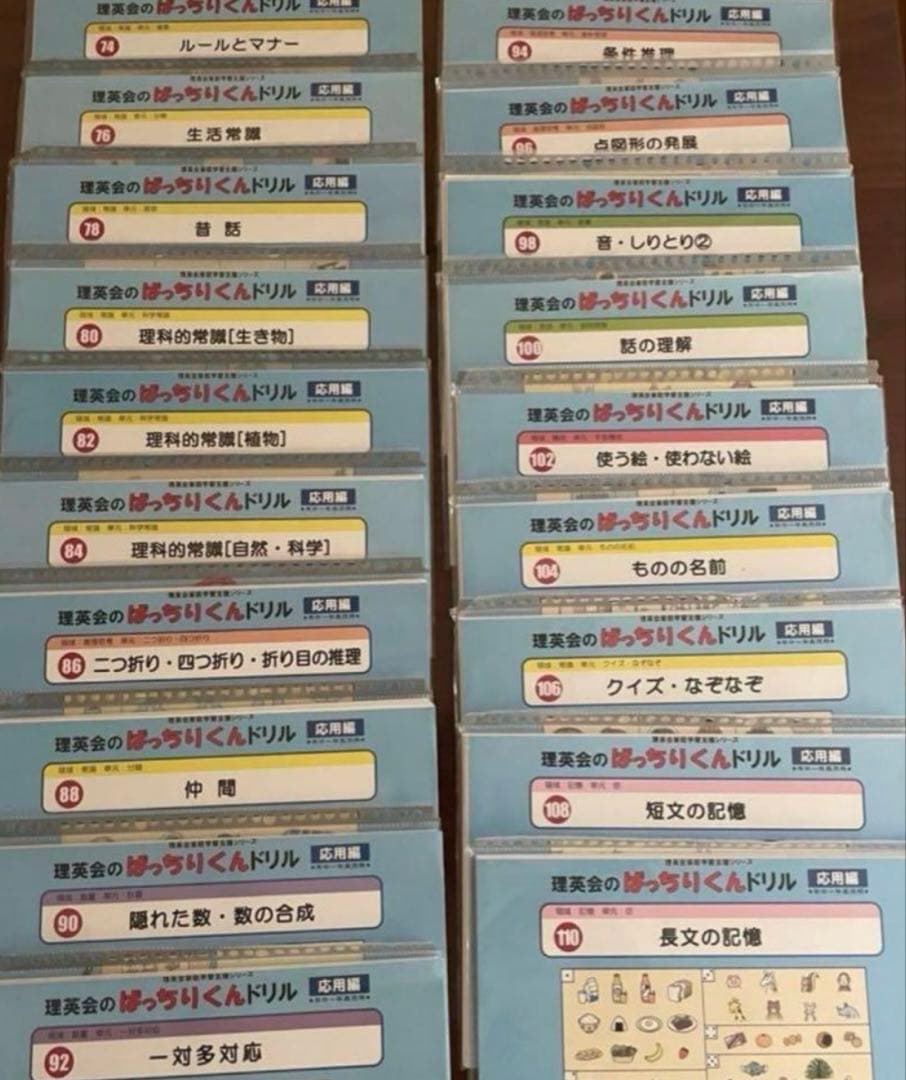 理英会のばっちりくんドリル 応用編
74 ルールとマナー
理英会のばっちりくんドリル 応用編
76 生活常識
理英会のばっちりくんドリル 応用編
78 昔話
理英会のばっちりくんドリル 応用編
80 理科的常識[生き物]
理英会のばっちりくんドリル 応用編
82 理科的常識[植物]
理英会のばっちりくんドリル 応用編
84 理科的常識[自然・科学]
理英会のばっちりくんドリル 応用編
86 二つ折り・四つ折り・折り目の推理
理英会のばっちりくんドリル 応用編
88 仲間
理英会のばっちりくんドリル 応用編
90 隠れた数・数の合成
理英会のばっちりくんドリル 応用編
92 一対多対応
理英会のばっちりくんドリル 応用編
94 条件推理
理英会のばっちりくんドリル 応用編
96 点図形の発展
理英会のばっちりくんドリル 応用編
98 音・しりとり②
理英会のばっちりくんドリル 応用編
100 話の理解
理英会のばっちりくんドリル 応用編
102 使う絵・使わない絵
理英会のばっちりくんドリル 応用編
104 ものの名前
理英会のばっちりくんドリル 応用編
106 クイズ・なぞなぞ
理英会のばっちりくんドリル 応用編
108 短文の記憶
理英会のばっちりくんドリル 応用編
110 長文の記憶